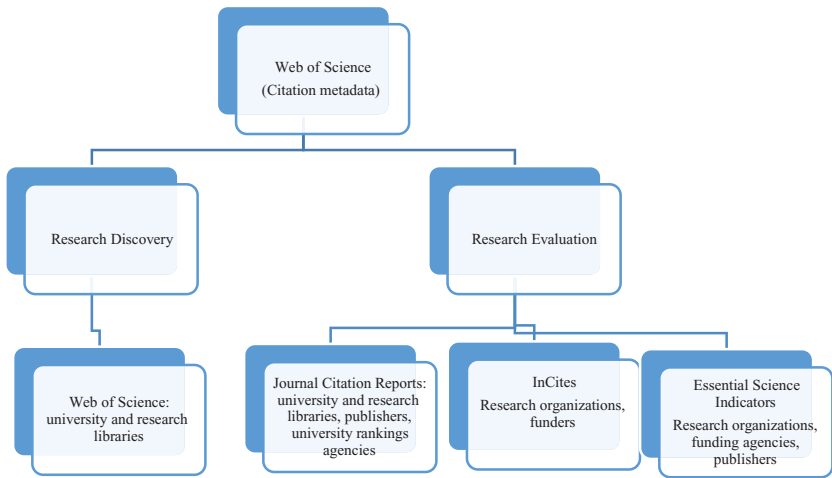 Web of Science
(Citation metadata)
Research Discovery
Research Evaluation
Web of Science:
university and research
libraries
Journal Citation Reports:
university and research
libraries, publishers,
university rankings
agencies
InCites
Research organizations,
funders
Essential Science
Indicators
Research organizations,
funding agencies,
publishers